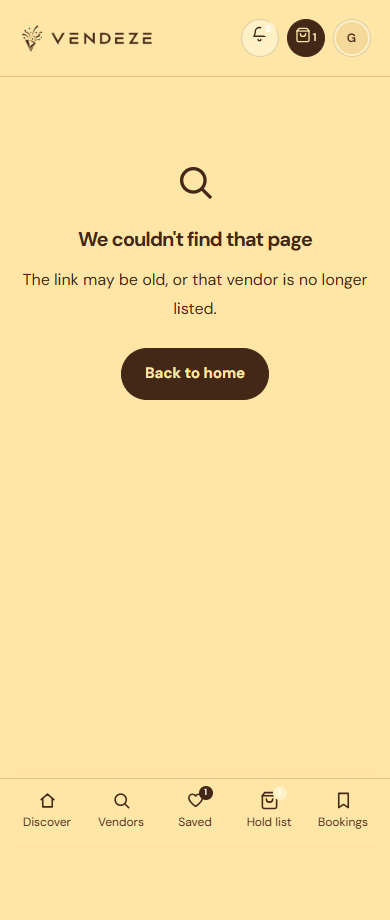 VENDEZE
1
G
We couldn't find that page
The link may be old, or that vendor is no longer
listed.
Back to home
1
Discover
Vendors
Saved
Hold list
Bookings